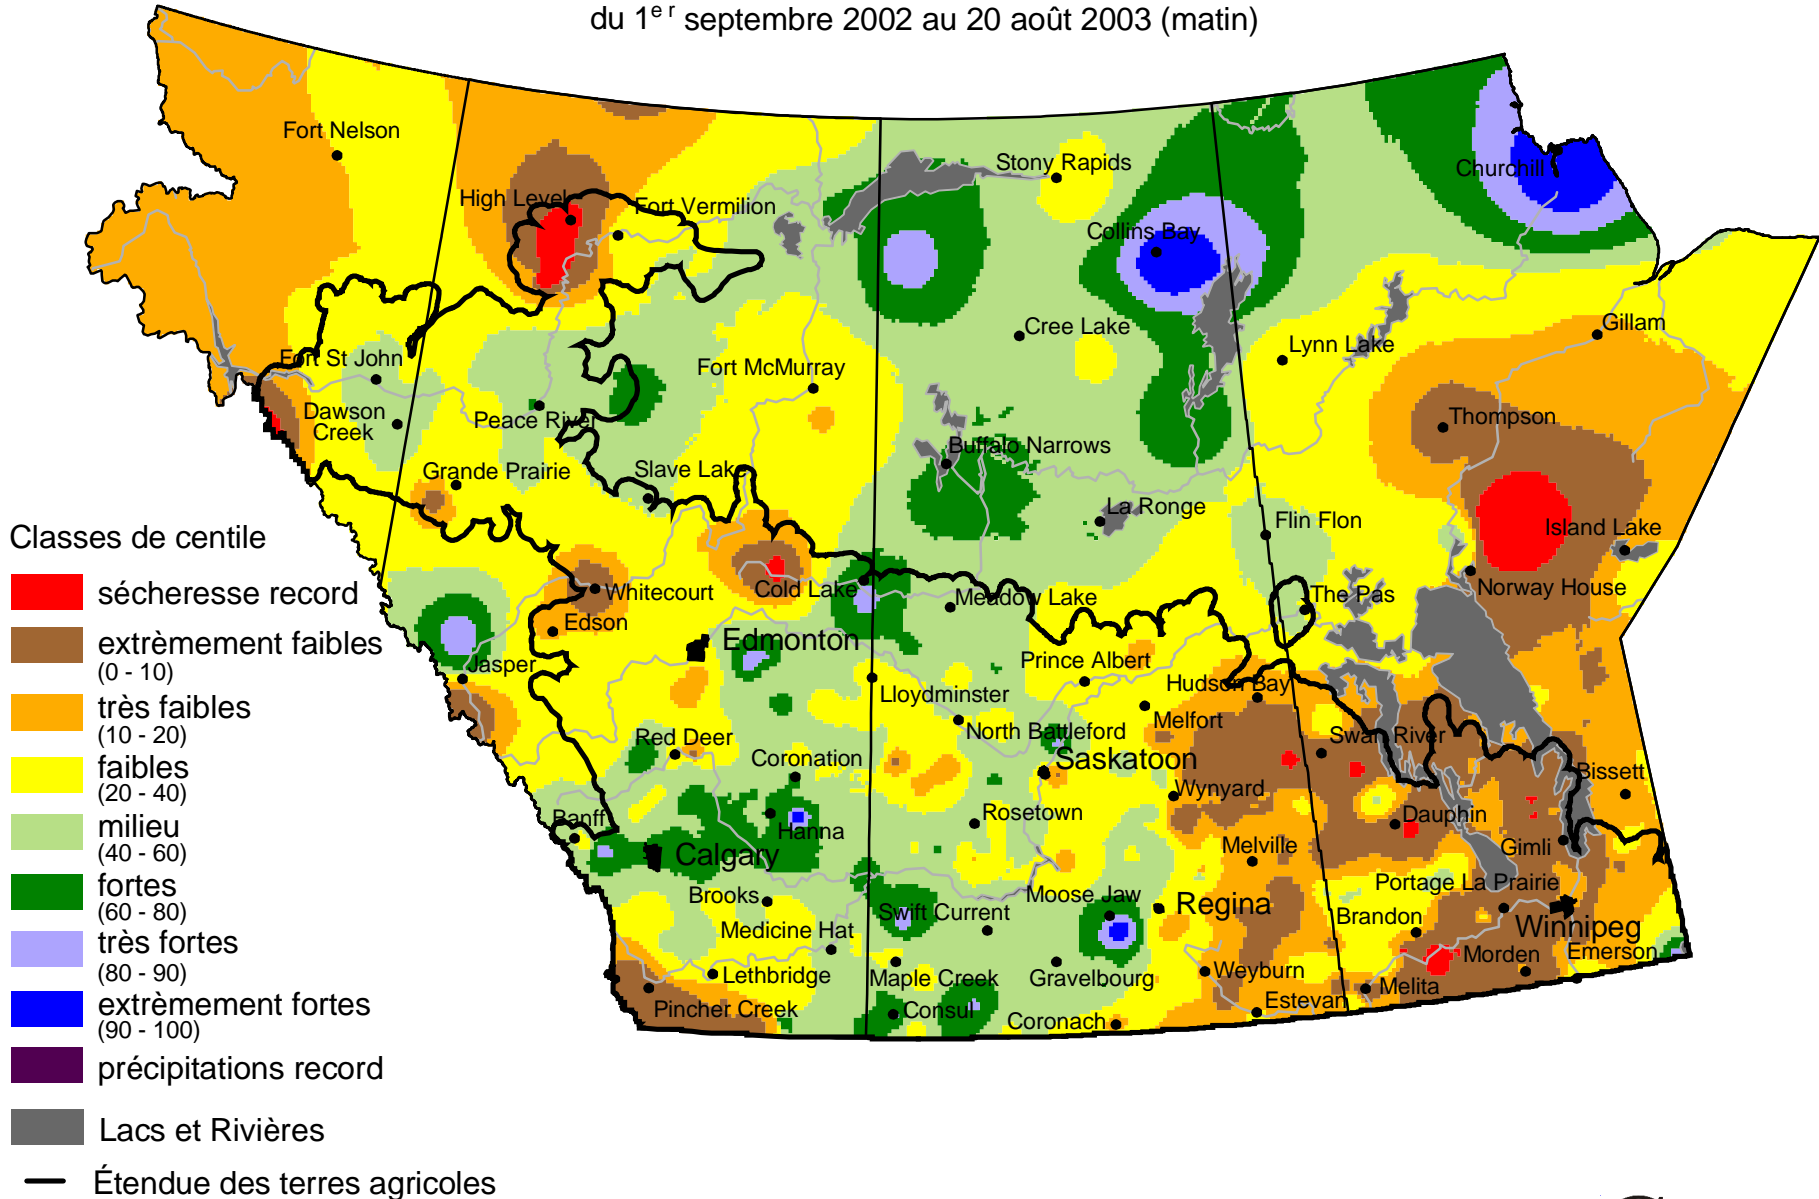 du 1er septembre 2002 au 20 août 2003 (matin)
Fort Nelson
High Level
Fort Vermilion
Stony Rapids
Churchill
Collins Bay
Cree Lake
Lynn Lake
Gillam
Fort St John
Fort McMurray
Dawson
Creek
Peace River
Thompson
Buffalo Narrows
Grande Prairie
Slave Lake
La Ronge
Flin Flon
Island Lake
Classes de centile
sécheresse record
extrèmement faibles
(0 - 10)
très faibles
(10 - 20)
faibles
(20 - 40)
milieu
(40 - 60)
fortes
(60 - 80)
très fortes
(80 - 90)
extrèmement fortes
(90 - 100)
précipitations record
Lacs et Rivières
Étendue des terres agricoles
Whitecourt
Cold Lake
Meadow Lake
The Pas
Norway House
Edson
Edmonton
Jasper
Prince Albert
Hudson Bay
Lloydminster
Melfort
North Battleford
Red Deer
Swan River
Coronation
Saskatoon
Bissett
Wynyard
Banff
Hanna
Rosetown
Dauphin
Calgary
Melville
Gimli
Portage La Prairie
Brooks
Moose Jaw
Regina
Swift Current
Brandon
Winnipeg
Medicine Hat
Morden
Emerson
Lethbridge
Maple Creek
Gravelbourg
Weyburn
Melita
Pincher Creek
Consul
Coronach
Estevan